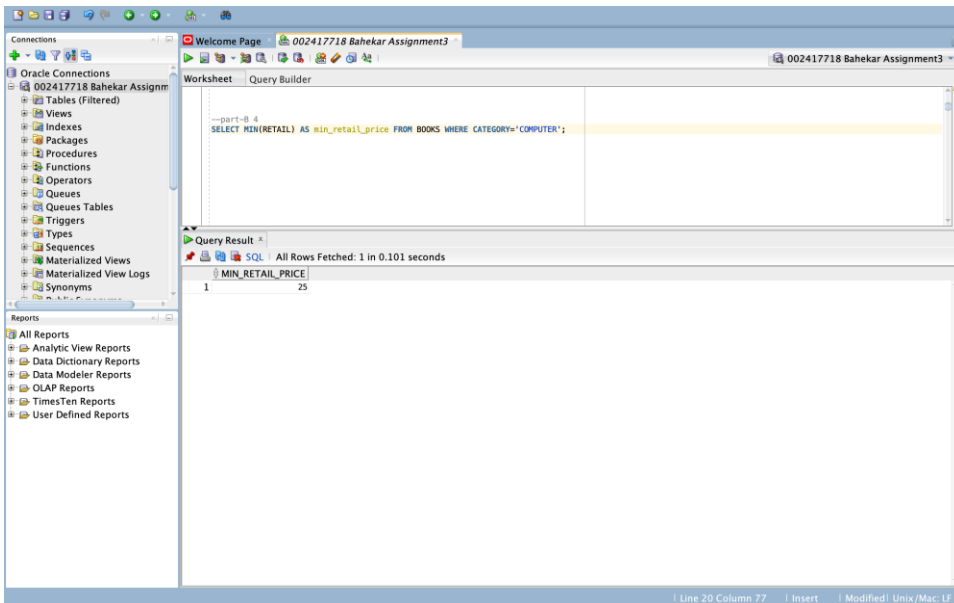 Connections
Oracle Connections
002417718 Bahekar Assignm
Tables (Filtered)
Views
Indexes
Packages
Procedures
Functions
Operators
Queues
Queues Tables
Triggers
Types
Sequences
Materialized Views
Materialized View Logs
Synonyms
Reports
All Reports
Analytic View Reports
Data Dictionary Reports
Data Modeler Reports
OLAP Reports
TimesTen Reports
User Defined Reports
Welcome Page
002417718 Bahekar Assignment3
002417718 Bahekar Assignment3
Worksheet Query Builder
--part-B 4
SELECT MIN(RETAIL) AS min_retail_price FROM BOOKS WHERE CATEGORY='COMPUTER';
Query Result
SQL | All Rows Fetched: 1 in 0.101 seconds
MIN_RETAIL_PRICE
1 25
Line 20 Column 77 | Insert | Modified | Unix/Mac: LF